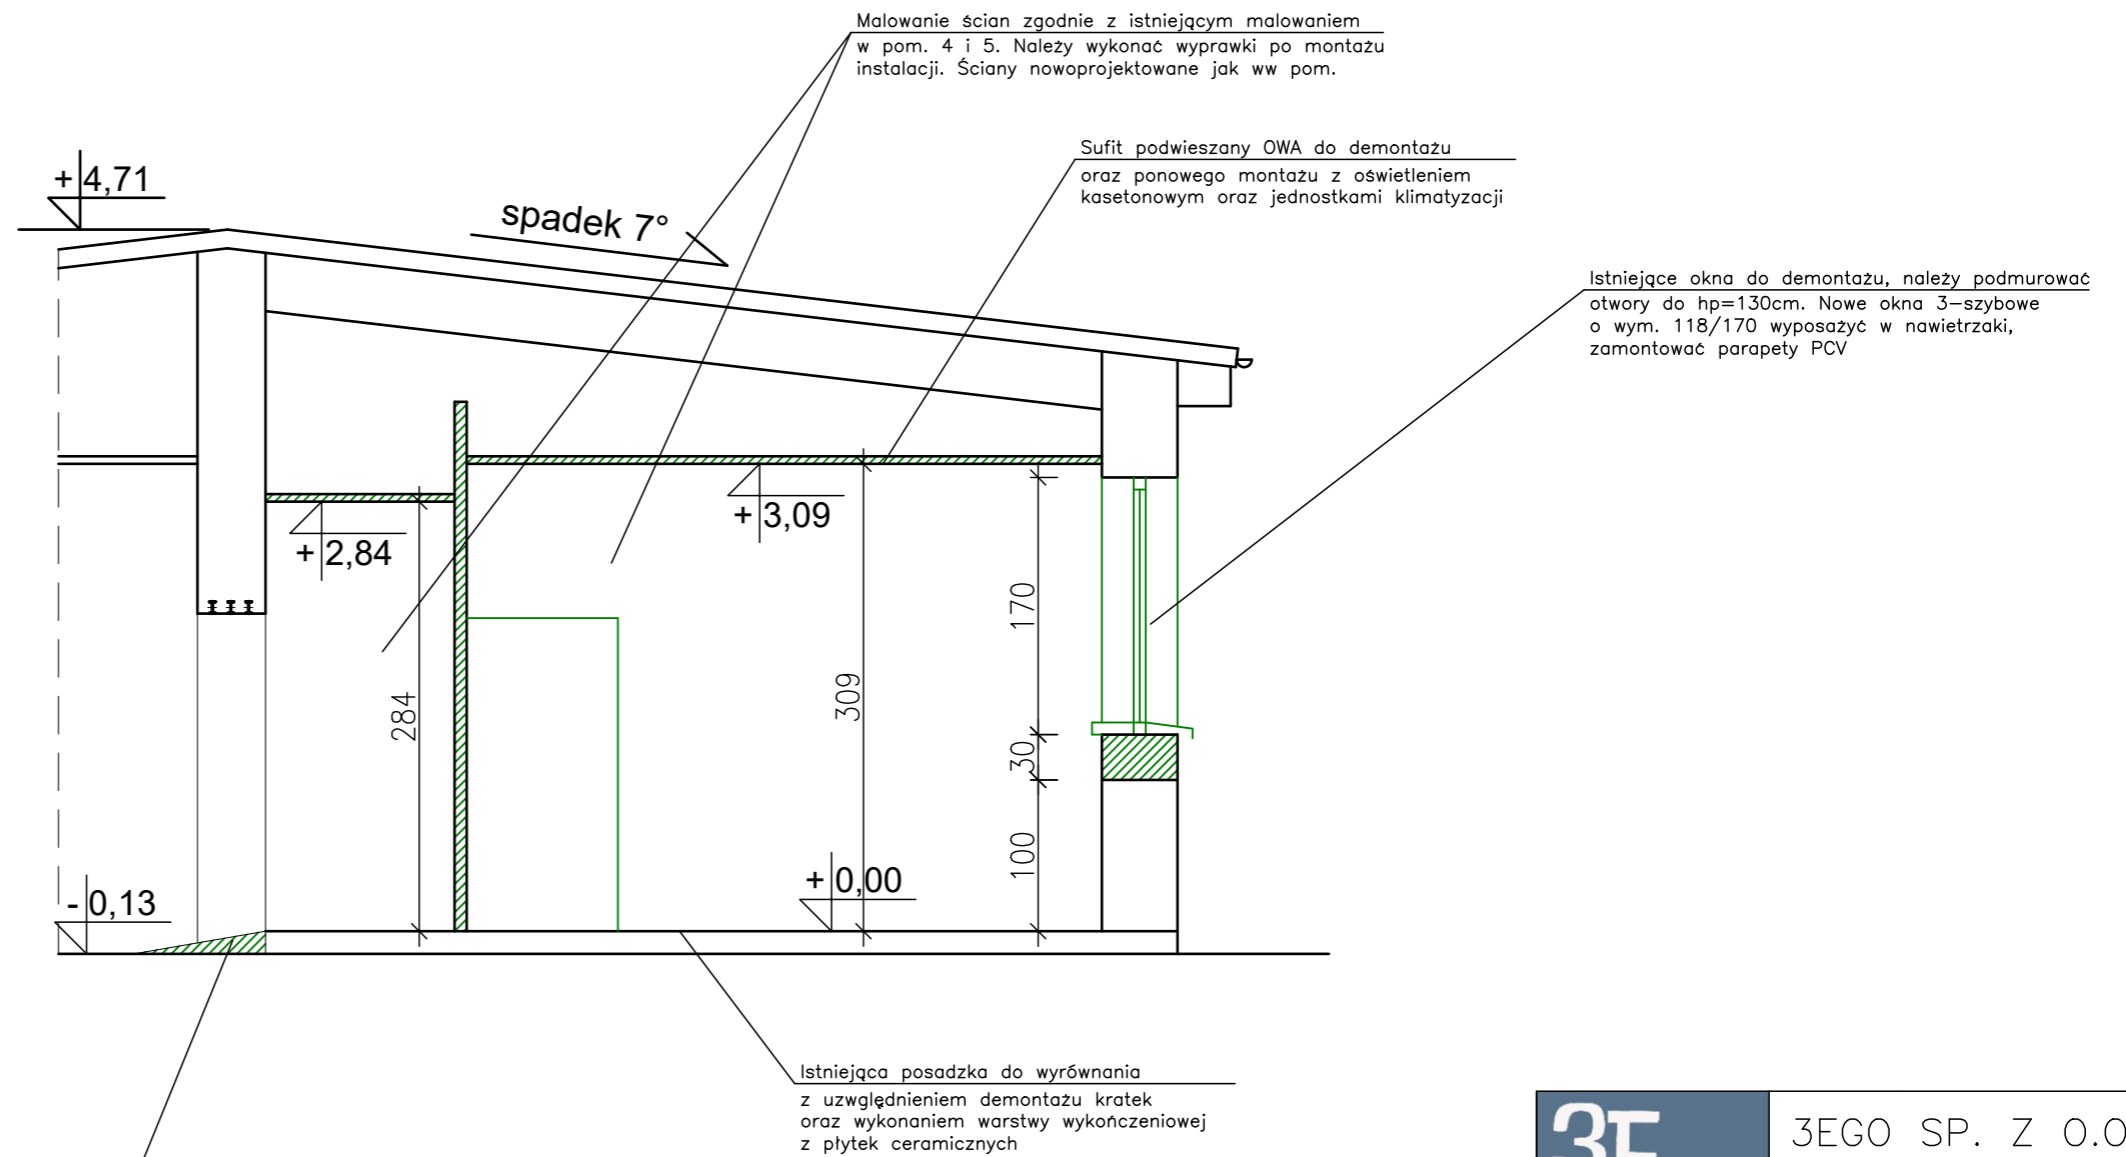 Malowanie ścian zgodnie z istniejącym malowaniem
w pom. 4 i 5. Należy wykonać wyprawki po montażu
instalacji. Ściany nowoprojektowane jak ww pom.
Sufit podwieszany OWA do demontażu
oraz ponowego montażu z oświetleniem
kasetonowym oraz jednostkami klimatyzacji
+4,71
spadek 7°
Istniejące okna do demontażu, należy podmurować
otwory do hp=130cm. Nowe okna 3-szybowe
o wym. 118/170 wyposażyć w nawietrzaki,
zamontować parapety PCV
+3,09
+2,84
170
284
309
30
100
+0,00
-0,13
Istniejąca posadzka do wyrównania
z uzwględnieniem demontażu kratek
oraz wykonaniem warstwy wykończeniowej
z płytek ceramicznych
3E
3EGO SP. Z O.O